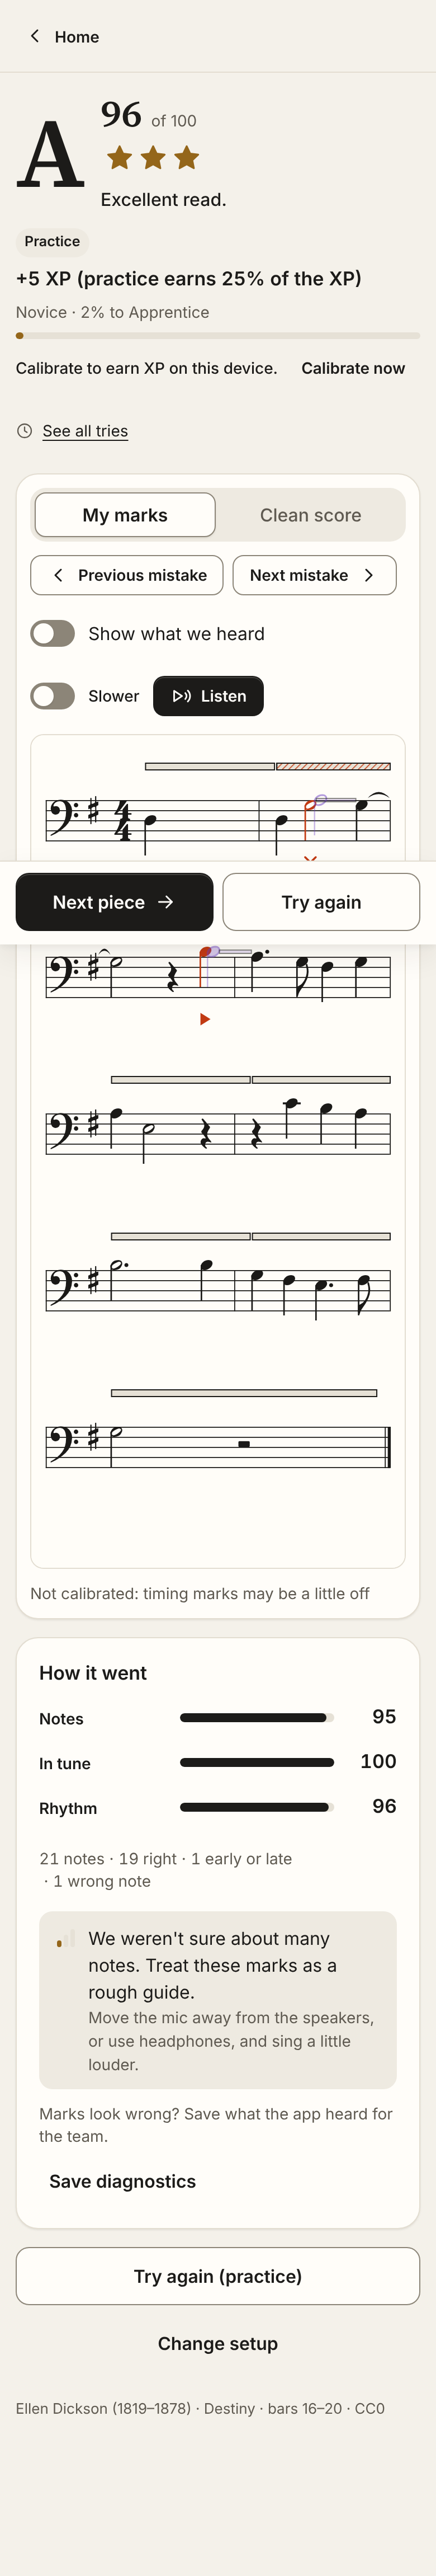 Home
A
96 of 100
Excellent read.
Practice
+5 XP (practice earns 25% of the XP)
Novice · 2% to Apprentice
Calibrate to earn XP on this device. Calibrate now
See all tries
My marks Clean score
Previous mistake Next mistake
Show what we heard
Slower Listen
Next piece Try again
Not calibrated: timing marks may be a little off
How it went
Notes 95
In tune 100
Rhythm 96
21 notes · 19 right · 1 early or late
· 1 wrong note
We weren't sure about many
notes. Treat these marks as a
rough guide.
Move the mic away from the speakers,
or use headphones, and sing a little
louder.
Marks look wrong? Save what the app heard for
the team.
Save diagnostics
Try again (practice)
Change setup
Ellen Dickson (1819–1878) · Destiny · bars 16–20 · CC0